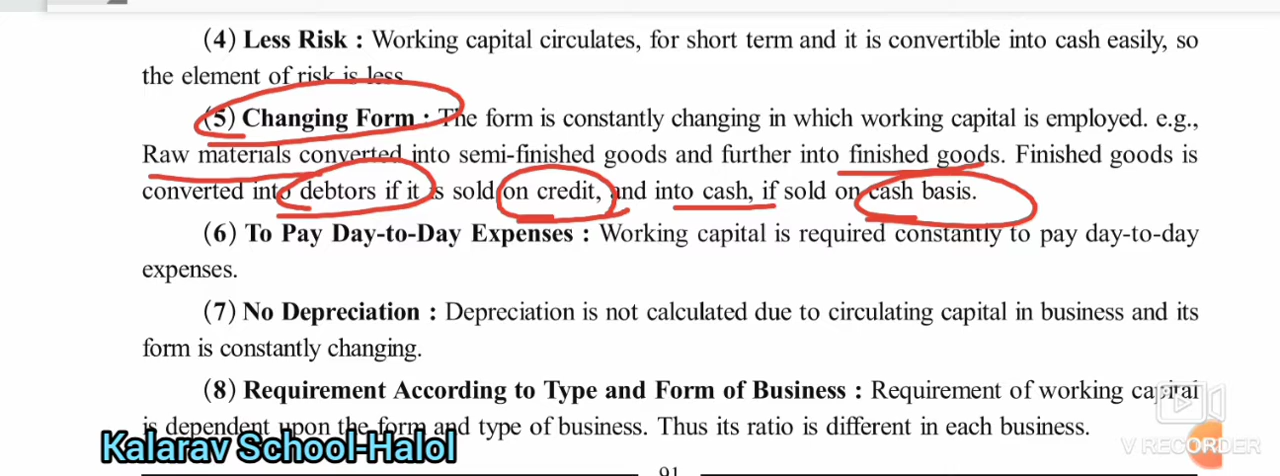 (4) Less Risk : Working capital circulates, for short term and it is convertible into cash easily, so
the element of risk is less
(5) Changing Form : The form is constantly changing in which working capital is employed. e.g.,
Raw materials converted into semi-finished goods and further into finished goods. Finished goods is
converted into debtors if it is sold on credit, and into cash, if sold on cash basis.
(6) To Pay Day-to-Day Expenses : Working capital is required constantly to pay day-to-day
expenses.
(7) No Depreciation : Depreciation is not calculated due to circulating capital in business and its
form is constantly changing.
(8) Requirement According to Type and Form of Business : Requirement of working capital
is dependent upon the form and type of business. Thus its ratio is different in each business.
Kalarav School-Halol
V RECORDER
91